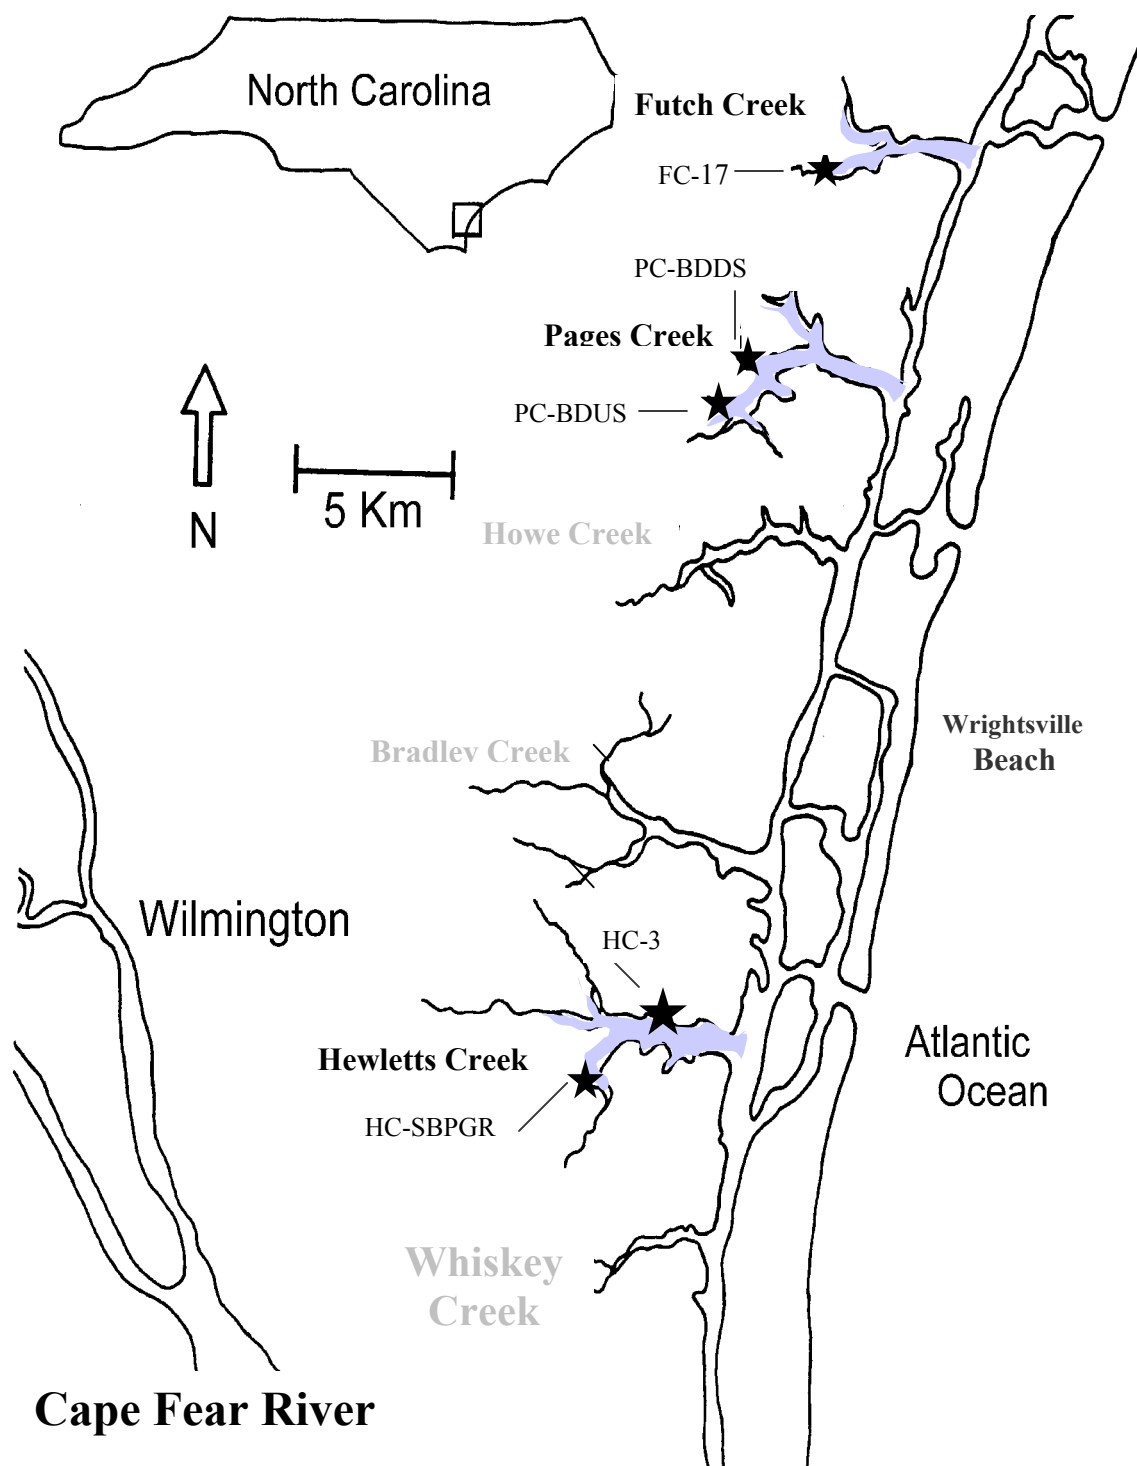 North Carolina
Futch Creek
FC-17
PC-BDDS
Pages Creek
PC-BDUS
5 Km
N
Howe Creek
Wrightsville
Beach
Bradley Creek
Wilmington
HC-3
Atlantic
Ocean
Hewletts Creek
HC-SBPGR
Whiskey
Creek
Cape Fear River